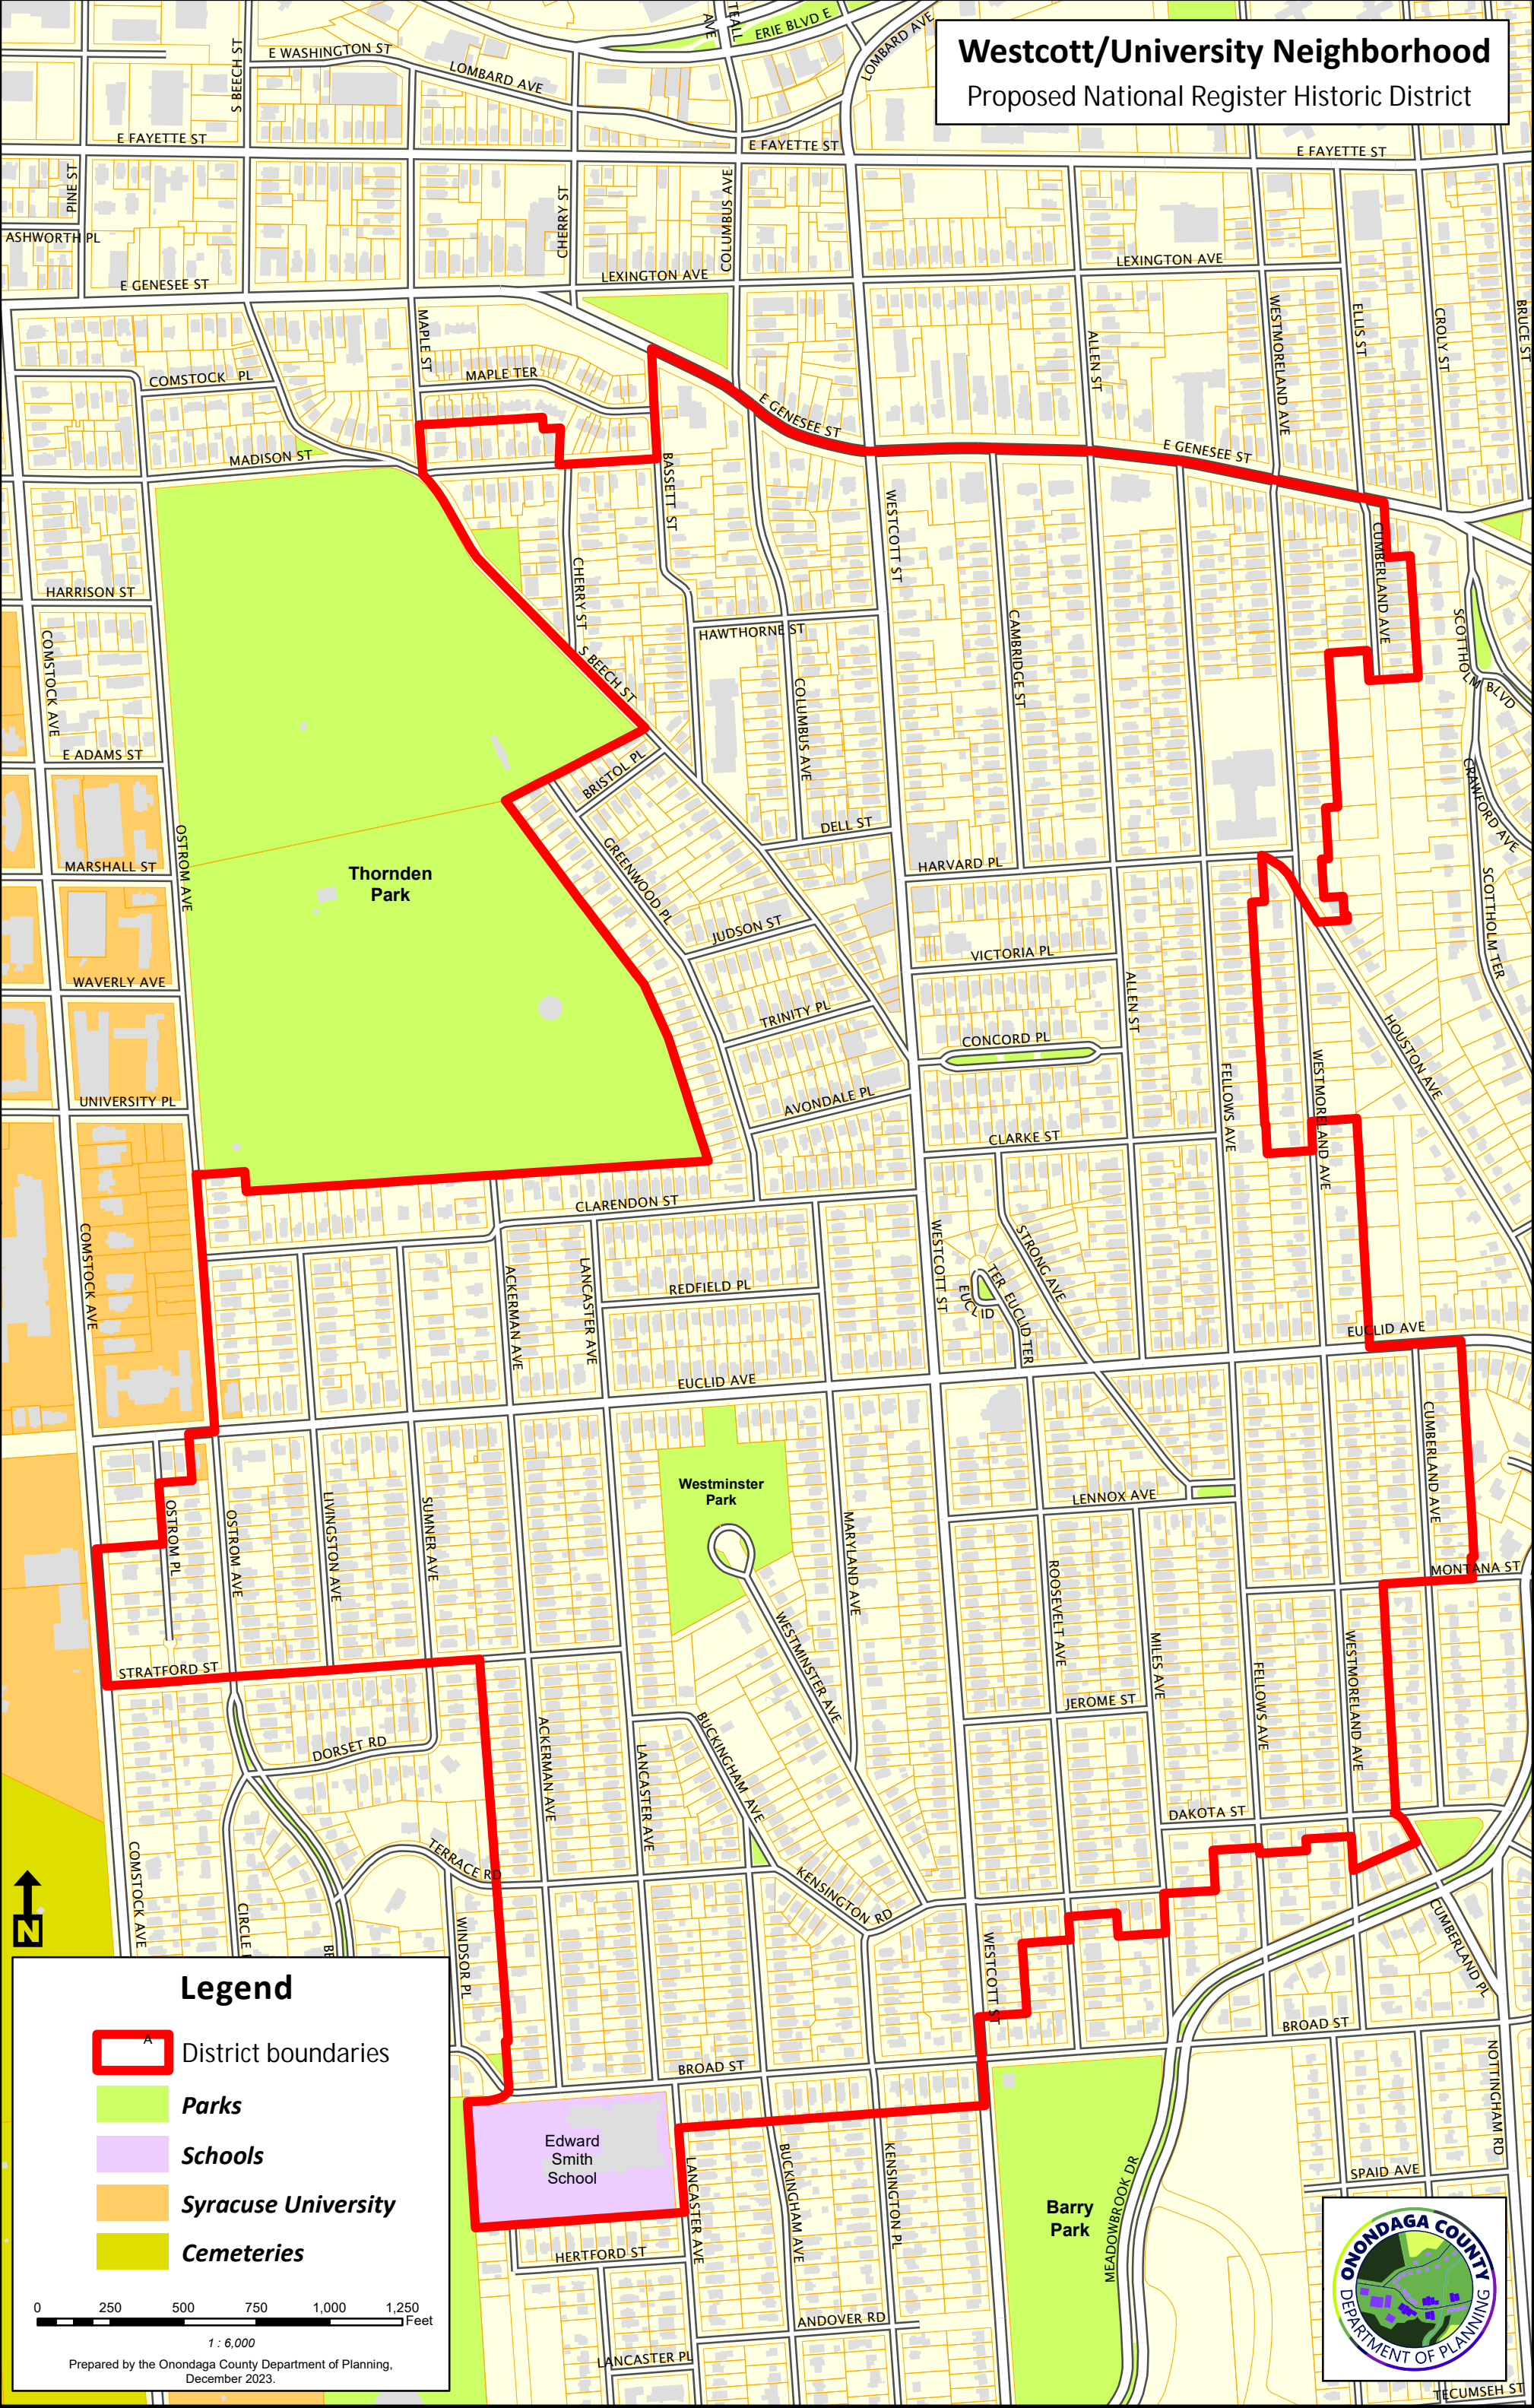 Westcott/University Neighborhood
Proposed National Register Historic District
TEALL
AVE
ERIE BLVD E
LOMBARD AVE
E WASHINGTON ST
LOMBARD AVE
S BEECH ST
E FAYETTE ST
E FAYETTE ST
E FAYETTE ST
PINE ST
ASHWORTH PL
CHERRY ST
COLUMBUS AVE
LEXINGTON AVE
LEXINGTON AVE
E GENESEE ST
MAPLE ST
WESTMORELAND AVE
ELLIS ST
CROLY ST
BRUCE ST
ALLEN ST
COMSTOCK PL
MAPLE TER
E GENESEE ST
E GENESEE ST
MADISON ST
BASSETT ST
WESTCOTT ST
CUMBERLAND AVE
HARRISON ST
CHERRY ST
HAWTHORNE ST
CAMBRIDGE ST
SCOTTHOLM BLVD
COMSTOCK AVE
S BEECH ST
COLUMBUS AVE
E ADAMS ST
BRISTOL PL
CRAWFORD AVE
OSTROM AVE
DELL ST
MARSHALL ST
Thornden
Park
GREENWOOD PL
HARVARD PL
SCOTTHOLM TER
JUDSON ST
VICTORIA PL
WAVERLY AVE
ALLEN ST
TRINITY PL
CONCORD PL
HOUSTON AVE
UNIVERSITY PL
AVONDALE PL
FELLOWS AVE
WESTMORELAND AVE
CLARKE ST
CLARENDON ST
COMSTOCK AVE
WESTCOTT ST
STRONG AVE
ACKERMAN AVE
LANCASTER AVE
REDFIELD PL
EUCLID
TER
EUCLID TER
EUCLID AVE
EUCLID AVE
CUMBERLAND AVE
Westminster
Park
LENNOX AVE
OSTROM PL
OSTROM AVE
LIVINGSTON AVE
SUMNER AVE
MARYLAND AVE
ROOSEVELT AVE
MONTANA ST
STRATFORD ST
WESTMINSTER AVE
MILES AVE
FELLOWS AVE
WESTMORELAND AVE
JEROME ST
DORSET RD
ACKERMAN AVE
LANCASTER AVE
BUCKINGHAM AVE
DAKOTA ST
COMSTOCK AVE
TERRACE RD
KENSINGTON RD
N
CIRCLE
BE
WINDSOR PL
WESTCOTT ST
CUMBERLAND PL
BROAD ST
BROAD ST
NOTTINGHAM RD
Edward
Smith
School
LANCASTER AVE
BUCKINGHAM AVE
KENSINGTON PL
MEADOWBROOK DR
SPAID AVE
Barry
Park
HERTFORD ST
ANDOVER RD
LANCASTER PL
TECUMSEH ST
Legend
A
District boundaries
Parks
Schools
Syracuse University
Cemeteries
0 250 500 750 1,000 1,250
Feet
1 : 6,000
Prepared by the Onondaga County Department of Planning,
December 2023.
ONONDAGA COUNTY
DEPARTMENT OF PLANNING